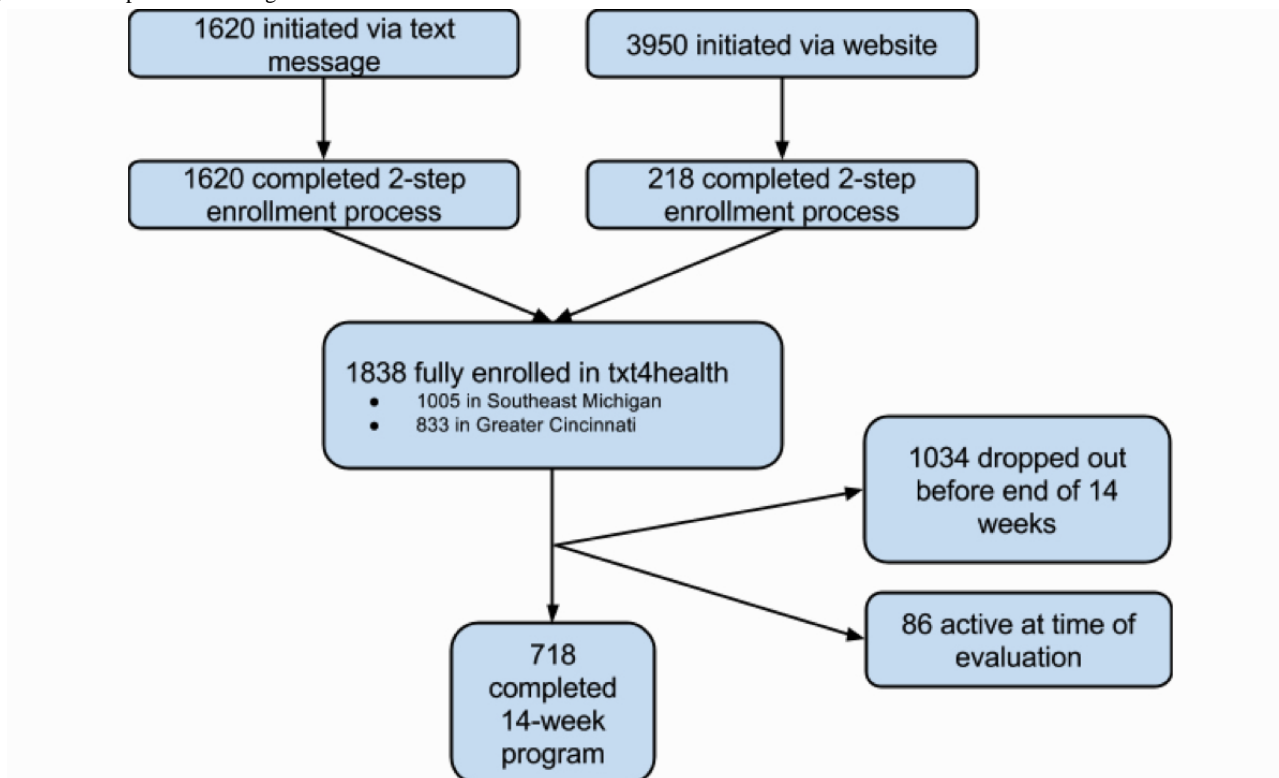 1620 initiated via text
message
3950 initiated via website
1620 completed 2-step
enrollment process
218 completed 2-step
enrollment process
1838 fully enrolled in txt4health
• 1005 in Southeast Michigan
• 833 in Greater Cincinnati
1034 dropped out
before end of 14
weeks
86 active at time of
evaluation
718
completed
14-week
program